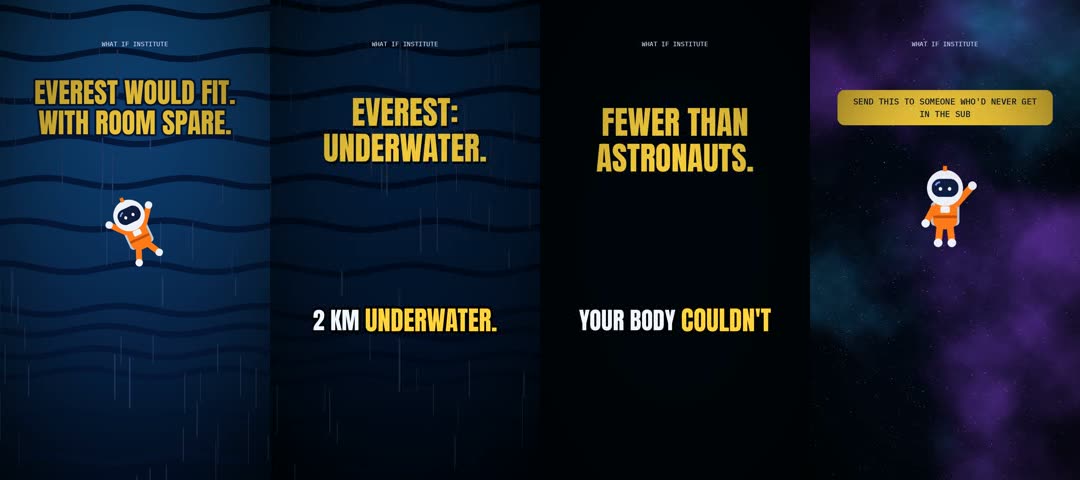 WHAT IF INSTITUTE
EVEREST WOULD FIT.
WITH ROOM SPARE.
WHAT IF INSTITUTE
EVEREST:
UNDERWATER.
2 KM UNDERWATER.
WHAT IF INSTITUTE
FEWER THAN
ASTRONAUTS.
YOUR BODY COULDN'T
WHAT IF INSTITUTE
SEND THIS TO SOMEONE WHO'D NEVER GET
IN THE SUB